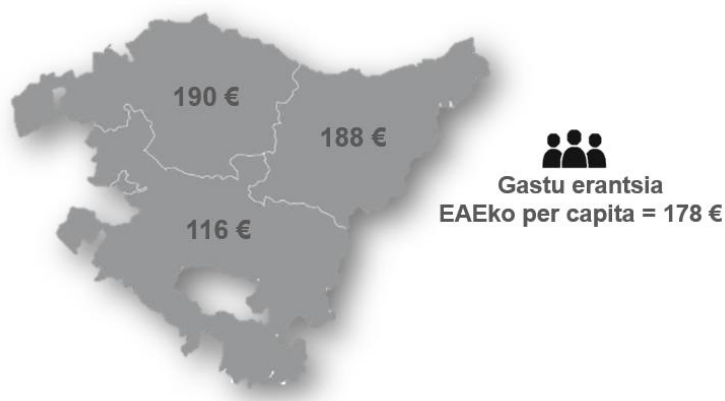 190 €
188 €
116 €
Gastu erantsia
EAEko per capita = 178 €